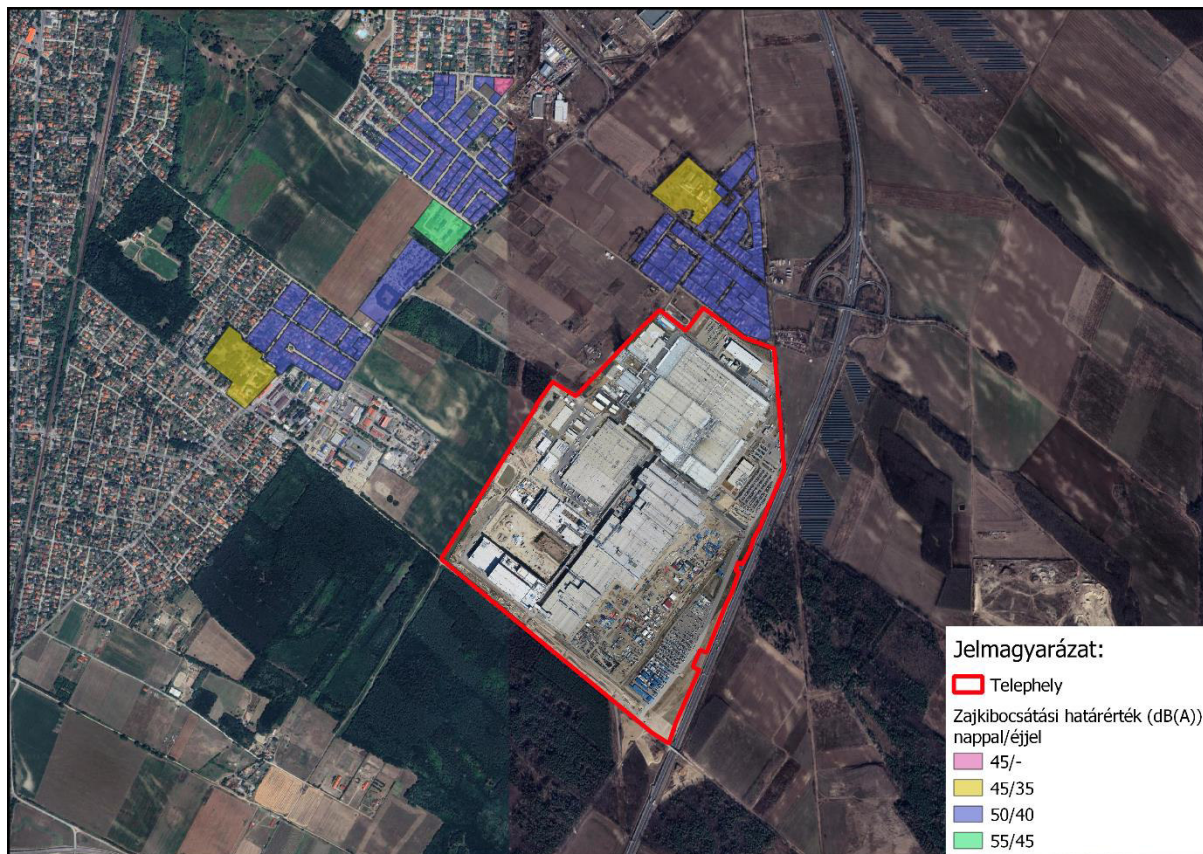 Jelmagyarázat:
Telephely
Zajkibocsátási határérték (dB(A))
nappal/éjjel
45/-
45/35
50/40
55/45